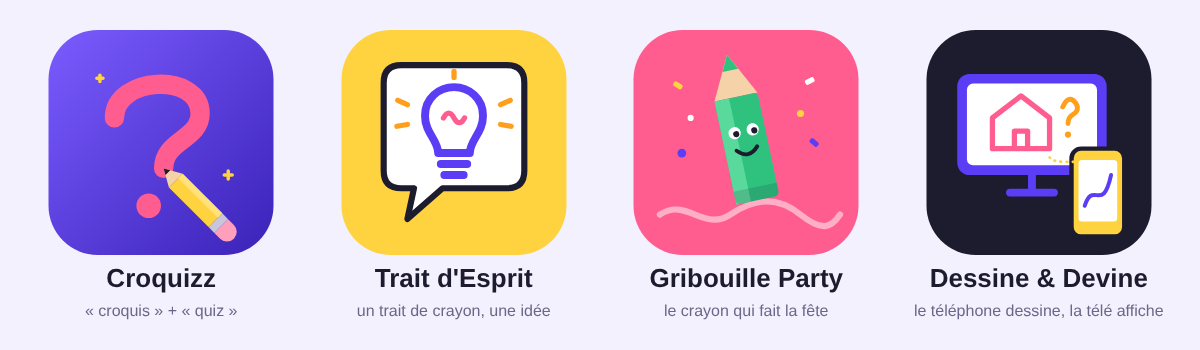 Croquizz
« croquis » + « quiz »
Trait d'Esprit
un trait de crayon, une idée
Gribouille Party
le crayon qui fait la fête
Dessine & Devine
le téléphone dessine, la télé affiche